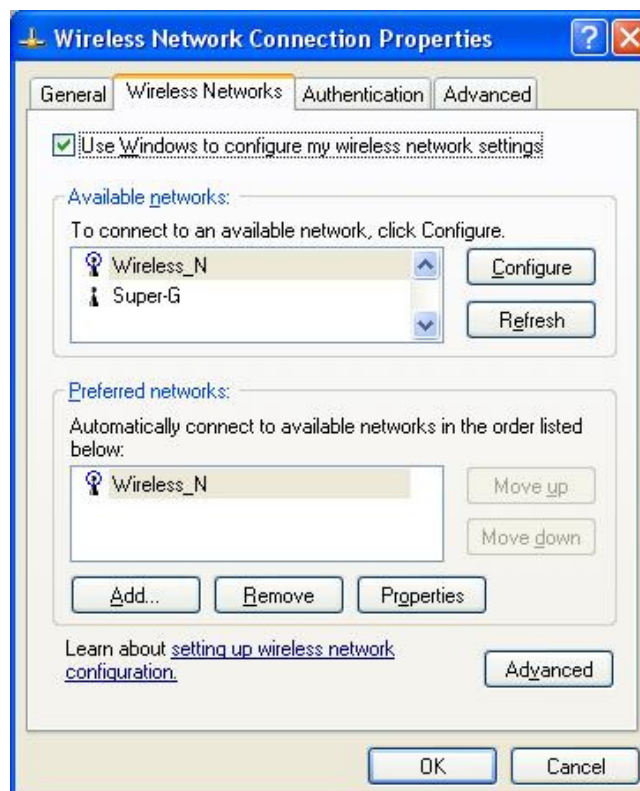 Wireless Network Connection Properties
General Wireless Networks Authentication Advanced
Use Windows to configure my wireless network settings
Available networks:
To connect to an available network, click Configure.
Wireless_N
Super-G
Configure
Refresh
Preferred networks:
Automatically connect to available networks in the order listed
below:
Wireless_N
Move up
Move down
Add... Remove Properties
Learn about setting up wireless network
configuration.
Advanced
OK Cancel